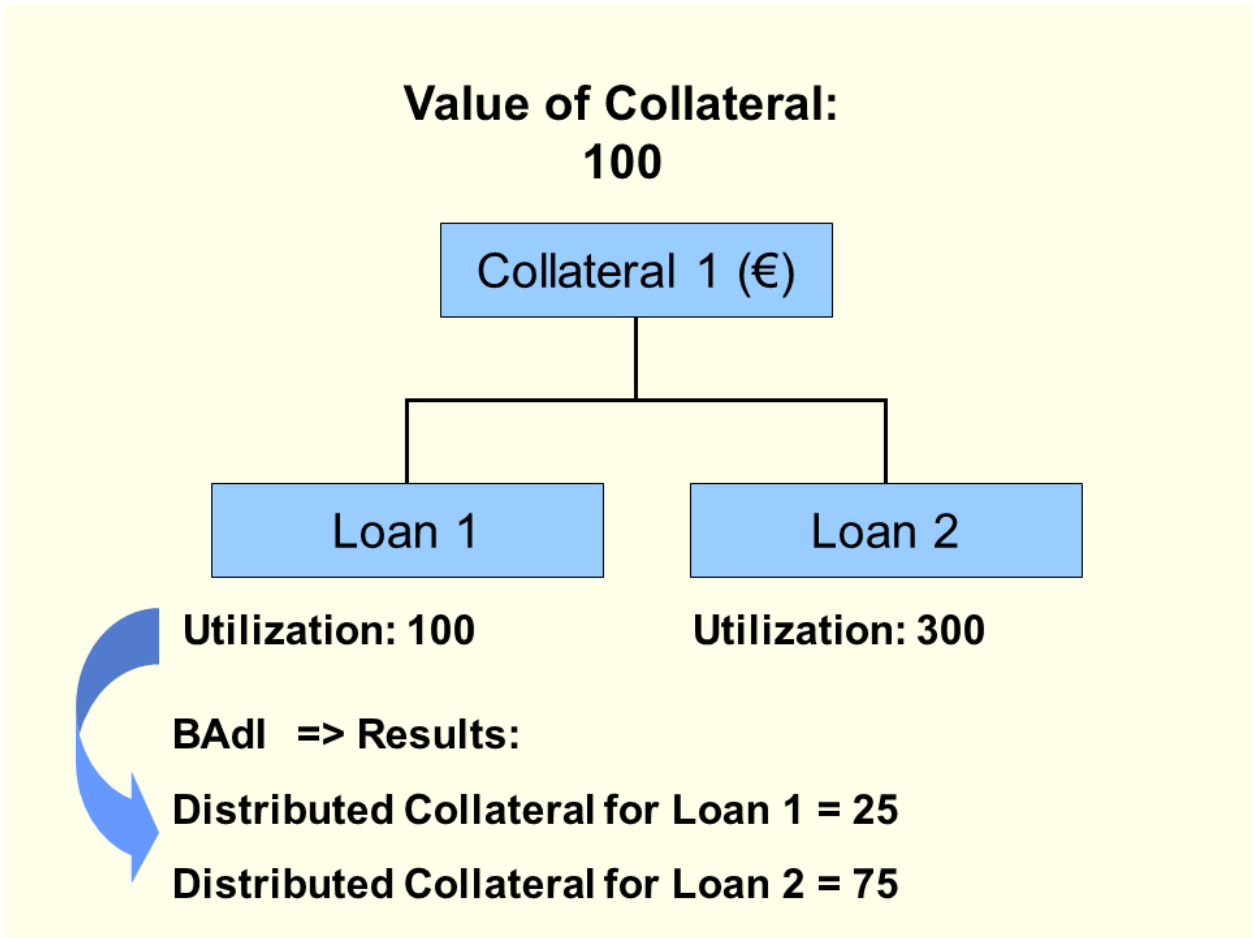 Value of Collateral:
100
Collateral 1 (€)
Loan 1
Loan 2
Utilization: 100
Utilization: 300
BAdI => Results:
Distributed Collateral for Loan 1 = 25
Distributed Collateral for Loan 2 = 75